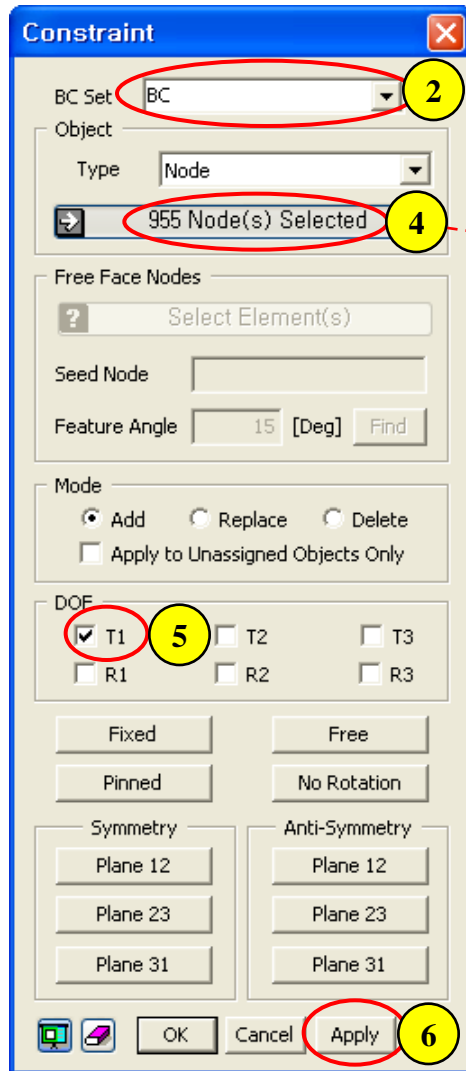 Constraint
BC Set BC 2
Object
Type Node
955 Node(s) Selected 4
Free Face Nodes
? Select Element(s)
Seed Node
Feature Angle 15 [Deg] Find
Mode
Add Replace Delete
Apply to Unassigned Objects Only
DOF
T1 5 T2 T3
R1 R2 R3
Fixed Free
Pinned No Rotation
Symmetry Anti-Symmetry
Plane 12 Plane 12
Plane 23 Plane 23
Plane 31 Plane 31
OK Cancel Apply 6